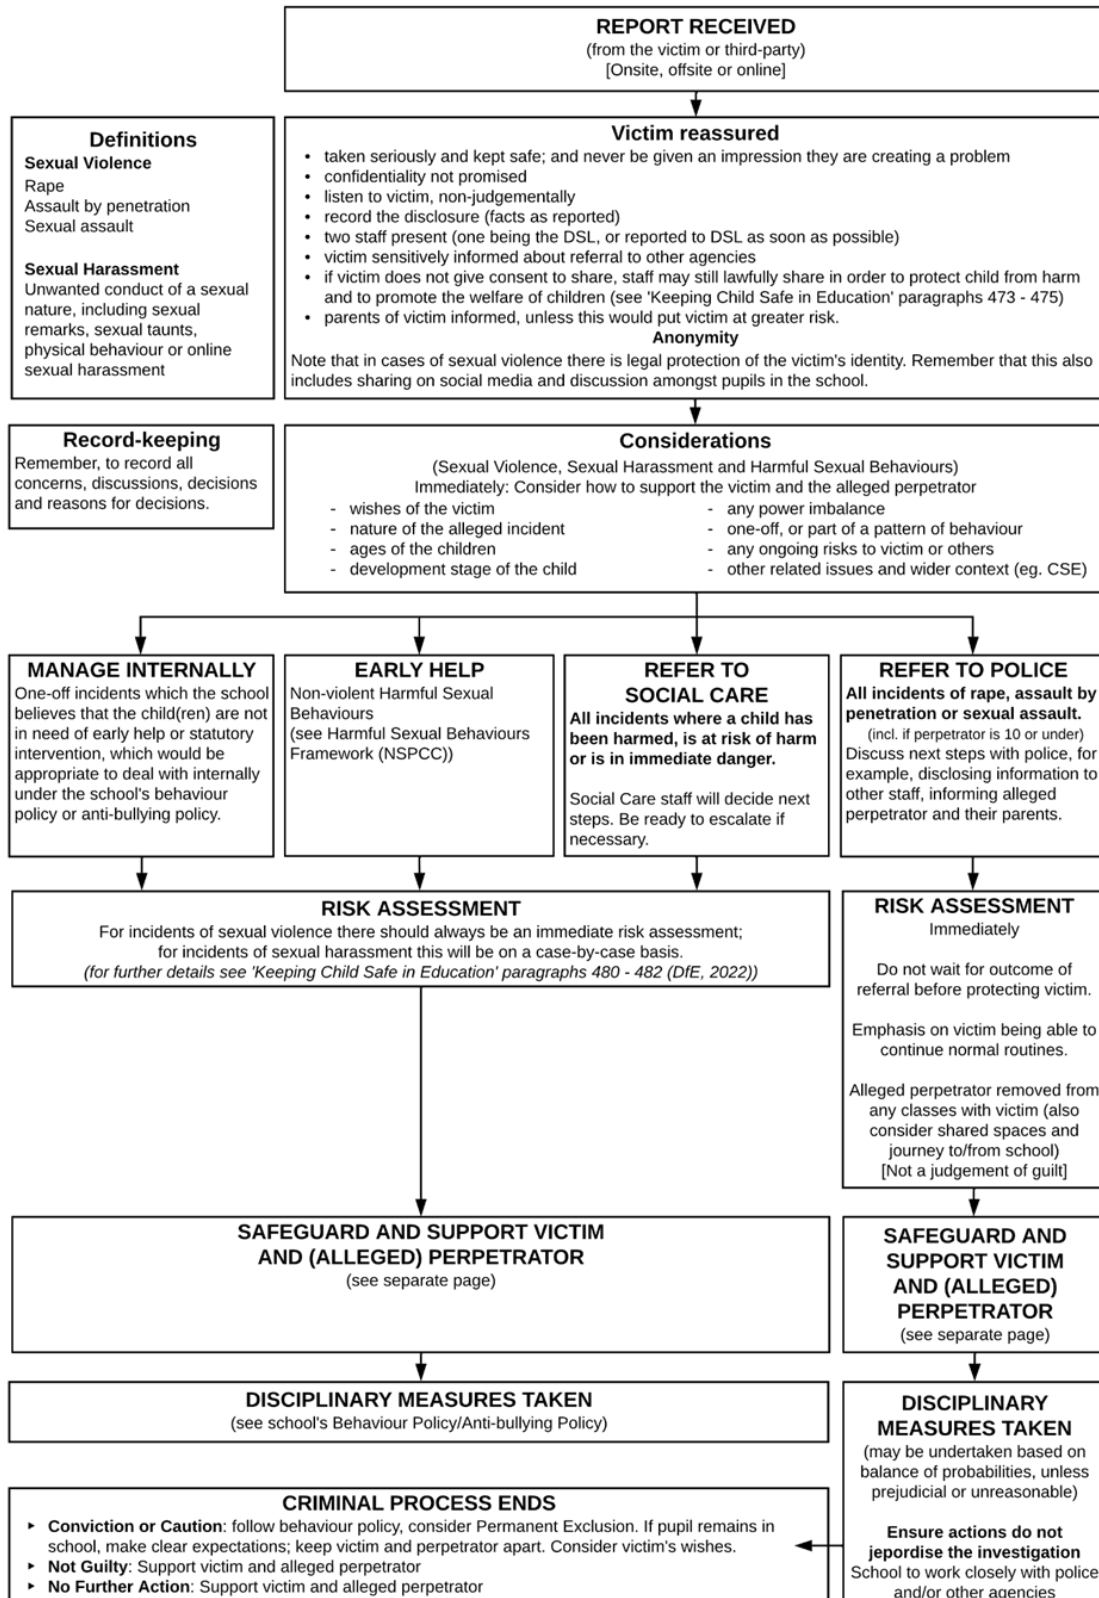 REPORT RECEIVED
(from the victim or third-party)
[Onsite, offsite or online]
Definitions
Sexual Violence
Rape
Assault by penetration
Sexual assault
Sexual Harassment
Unwanted conduct of a sexual
nature, including sexual
remarks, sexual taunts,
physical behaviour or online
sexual harassment
Victim reassured
• taken seriously and kept safe; and never be given an impression they are creating a problem
• confidentiality not promised
• listen to victim, non-judgementally
• record the disclosure (facts as reported)
• two staff present (one being the DSL, or reported to DSL as soon as possible)
• victim sensitively informed about referral to other agencies
• if victim does not give consent to share, staff may still lawfully share in order to protect child from harm
and to promote the welfare of children (see 'Keeping Child Safe in Education' paragraphs 473 - 475)
• parents of victim informed, unless this would put victim at greater risk.
Anonymity
Note that in cases of sexual violence there is legal protection of the victim's identity. Remember that this also
includes sharing on social media and discussion amongst pupils in the school.
Record-keeping
Remember, to record all
concerns, discussions, decisions
and reasons for decisions.
Considerations
(Sexual Violence, Sexual Harassment and Harmful Sexual Behaviours)
Immediately: Consider how to support the victim and the alleged perpetrator
- wishes of the victim
- nature of the alleged incident
- ages of the children
- development stage of the child
- any power imbalance
- one-off, or part of a pattern of behaviour
- any ongoing risks to victim or others
- other related issues and wider context (eg. CSE)
MANAGE INTERNALLY
One-off incidents which the school
believes that the child(ren) are not
in need of early help or statutory
intervention, which would be
appropriate to deal with internally
under the school's behaviour
policy or anti-bullying policy.
EARLY HELP
Non-violent Harmful Sexual
Behaviours
(see Harmful Sexual Behaviours
Framework (NSPCC))
REFER TO
SOCIAL CARE
All incidents where a child has
been harmed, is at risk of harm
or is in immediate danger.
Social Care staff will decide next
steps. Be ready to escalate if
necessary.
REFER TO POLICE
All incidents of rape, assault by
penetration or sexual assault.
(incl. if perpetrator is 10 or under)
Discuss next steps with police, for
example, disclosing information to
other staff, informing alleged
perpetrator and their parents.
RISK ASSESSMENT
For incidents of sexual violence there should always be an immediate risk assessment;
for incidents of sexual harassment this will be on a case-by-case basis.
(for further details see 'Keeping Child Safe in Education' paragraphs 480 - 482 (DfE, 2022))
RISK ASSESSMENT
Immediately
Do not wait for outcome of
referral before protecting victim.
Emphasis on victim being able to
continue normal routines.
Alleged perpetrator removed from
any classes with victim (also
consider shared spaces and
journey to/from school)
[Not a judgement of guilt]
SAFEGUARD AND SUPPORT VICTIM
AND (ALLEGED) PERPETRATOR
(see separate page)
SAFEGUARD AND
SUPPORT VICTIM
AND (ALLEGED)
PERPETRATOR
(see separate page)
DISCIPLINARY MEASURES TAKEN
(see school's Behaviour Policy/Anti-bullying Policy)
DISCIPLINARY
MEASURES TAKEN
(may be undertaken based on
balance of probabilities, unless
prejudicial or unreasonable)
Ensure actions do not
jepordise the investigation
School to work closely with police
and/or other agencies
CRIMINAL PROCESS ENDS
▸ Conviction or Caution: follow behaviour policy, consider Permanent Exclusion. If pupil remains in
school, make clear expectations; keep victim and perpetrator apart. Consider victim's wishes.
▸ Not Guilty: Support victim and alleged perpetrator
▸ No Further Action: Support victim and alleged perpetrator